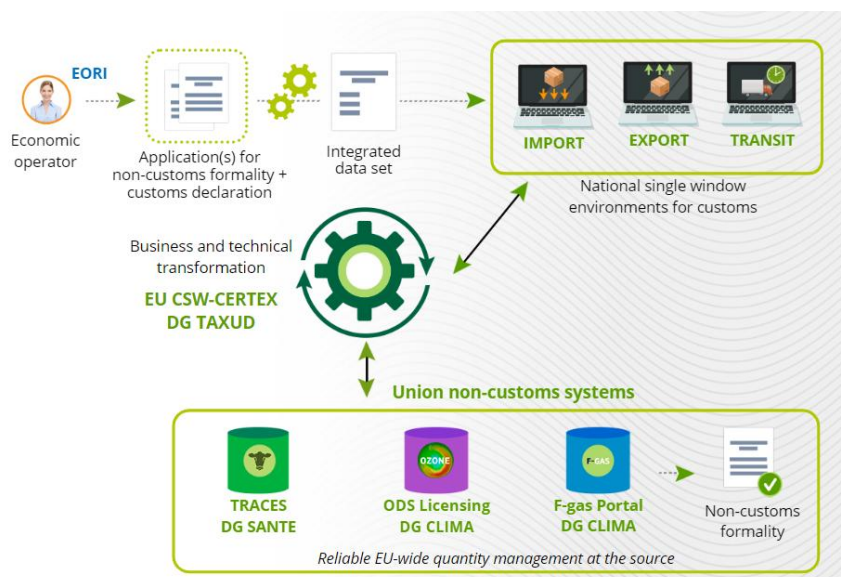 EORI
Economic
operator
Application(s) for
non-customs formality +
customs declaration
Integrated
data set
IMPORT
EXPORT
TRANSIT
National single window
environments for customs
Business and technical
transformation
EU CSW-CERTEX
DG TAXUD
Union non-customs systems
OZONE
F-GAS
TRACES
DG SANTE
ODS Licensing
DG CLIMA
F-gas Portal
DG CLIMA
Non-customs
formality
Reliable EU-wide quantity management at the source